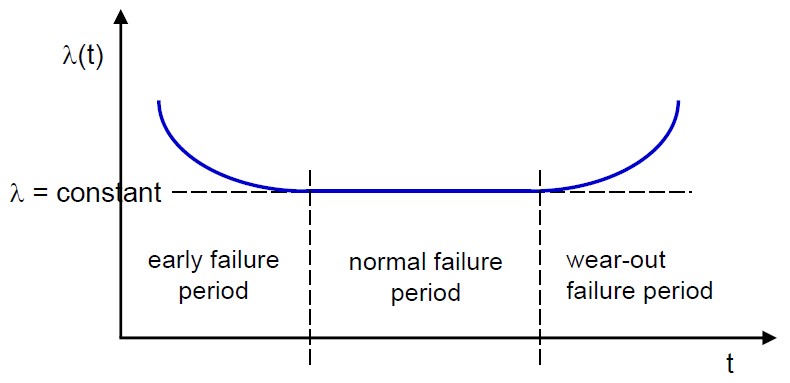 λ(t)
λ = constant
early failure
period
normal failure
period
wear-out
failure period
t